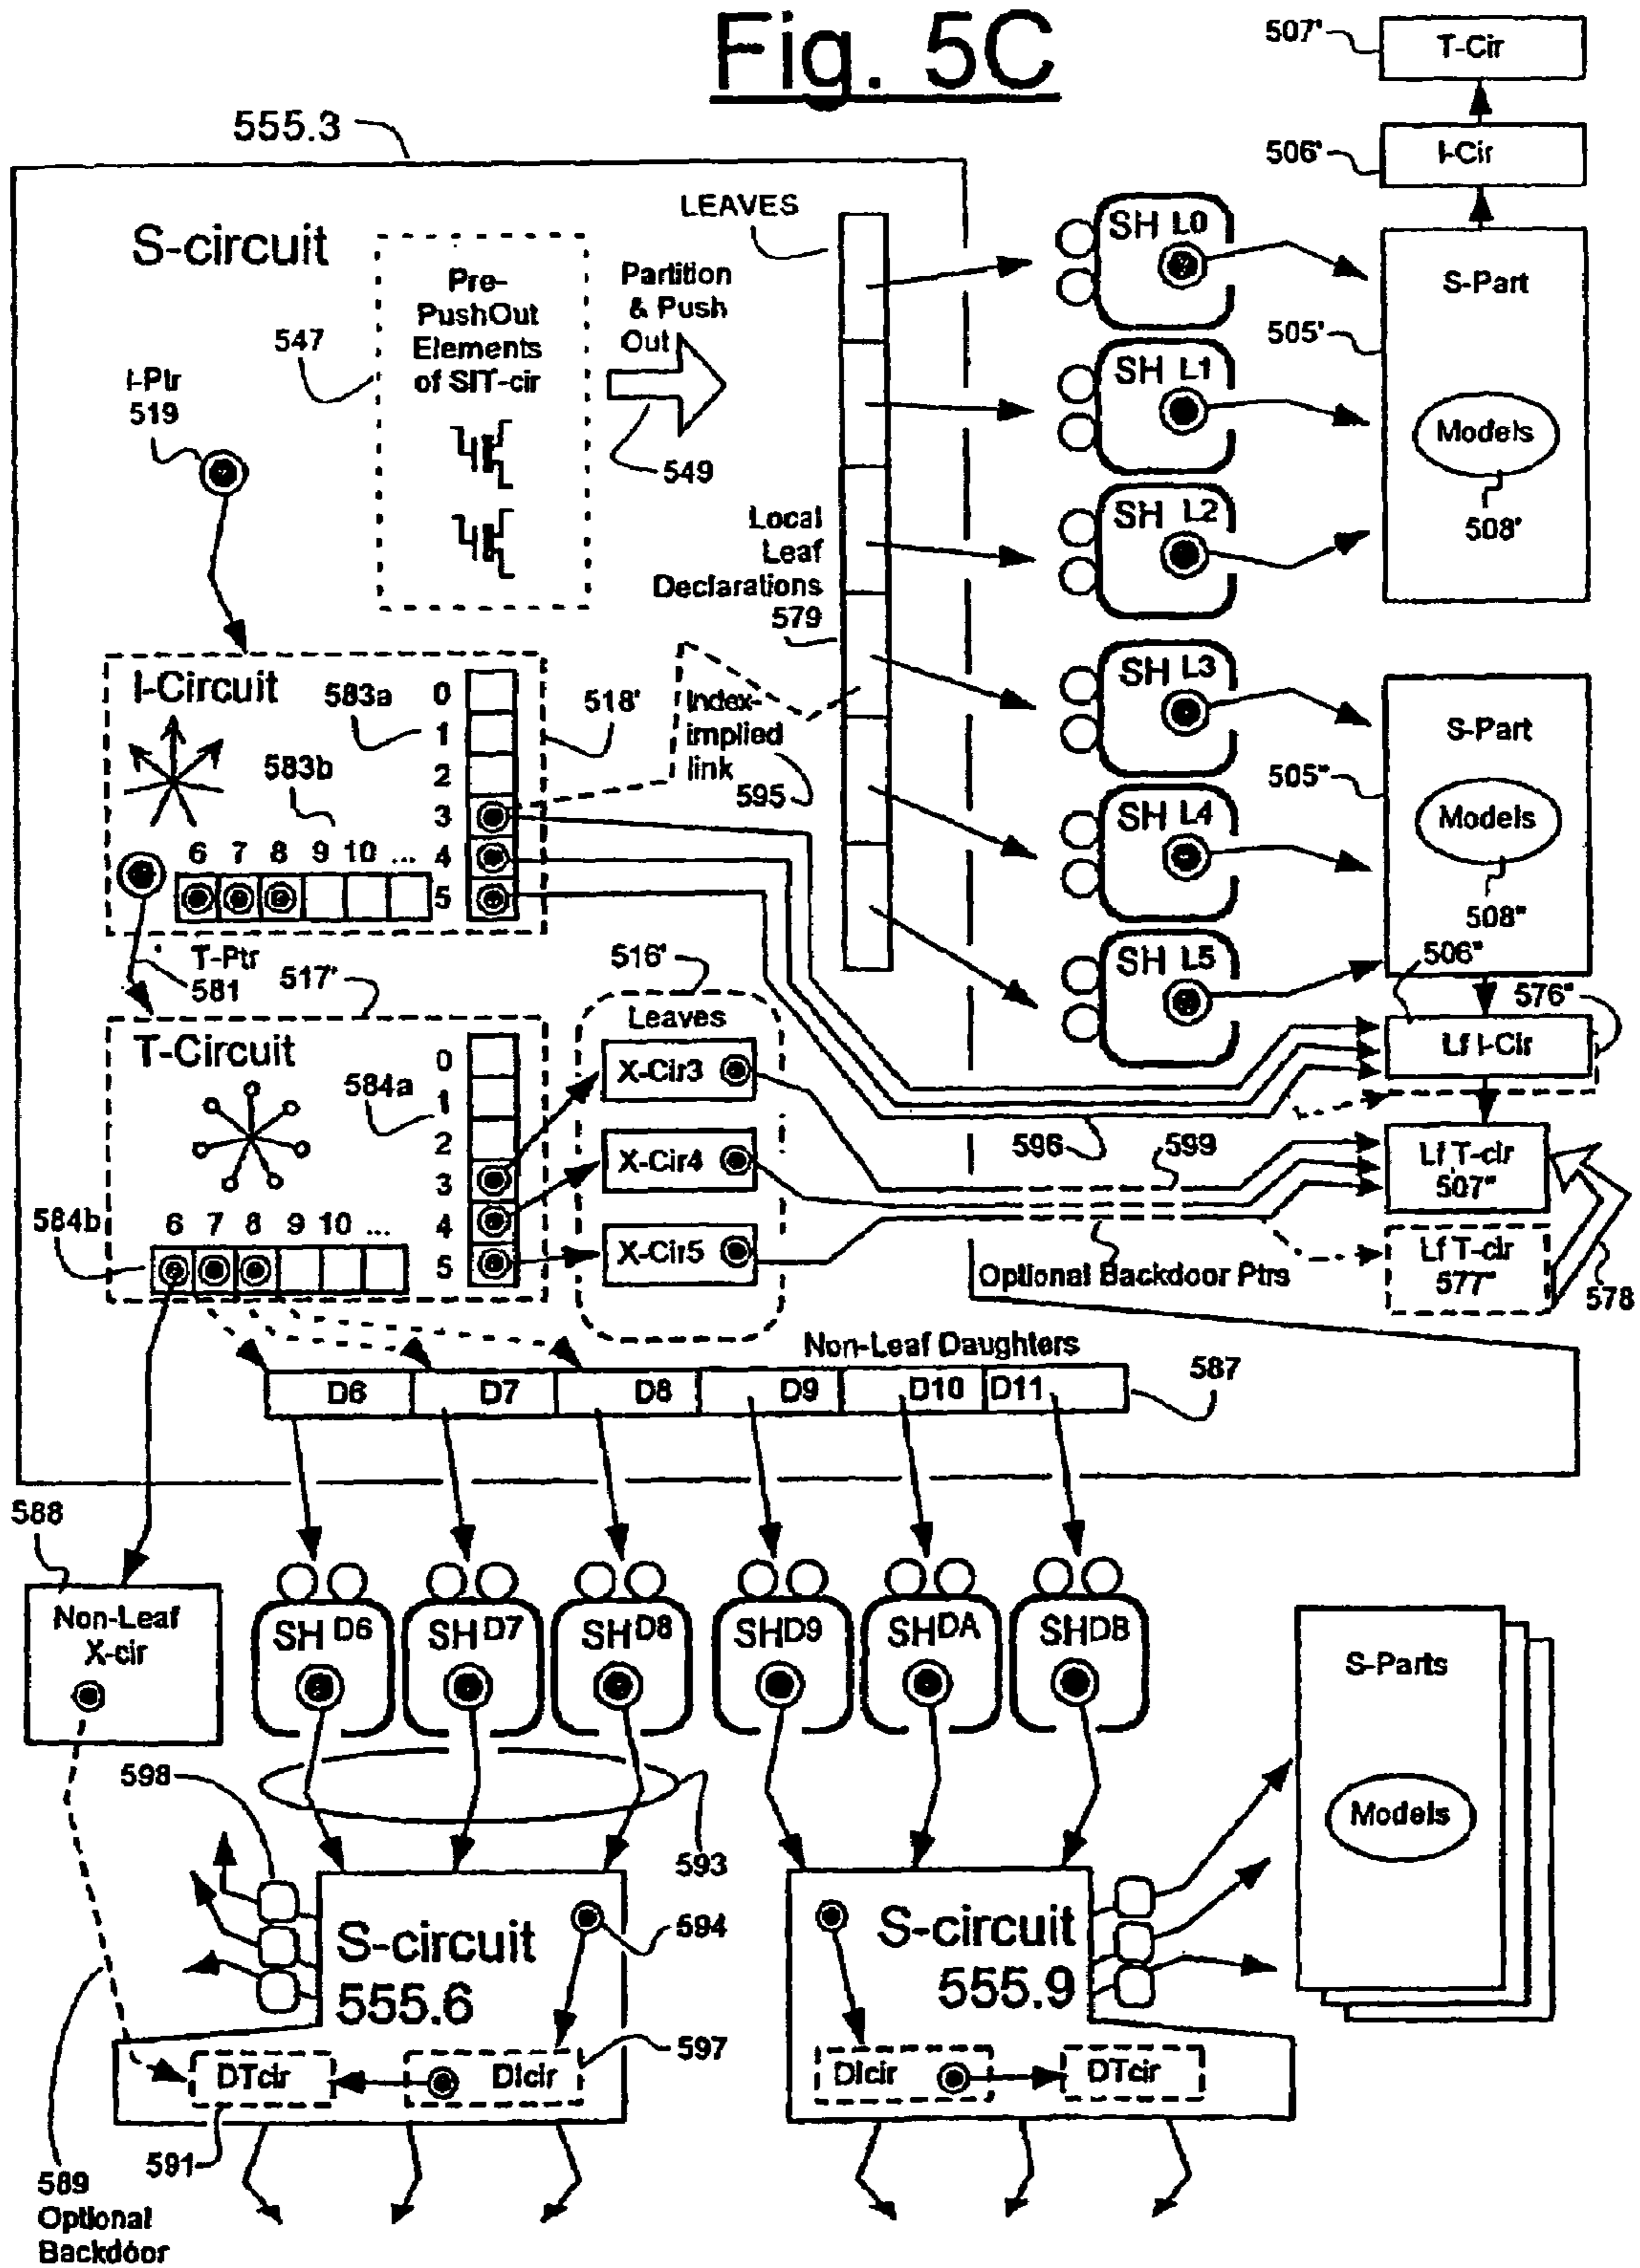 Fig. 5C
507'
T-Cir
555.3
506'
I-Cir
LEAVES
S-circuit
Pre-
PushOut
Elements
of SIT-cir
Partition
& Push
Out
547
549
I-Ptr
519
SH L0
SH L1
SH L2
S-Part
505'
Models
508'
Local
Leaf
Declarations
579
I-Circuit
583a
583b
518'
0
1
2
3
4
5
6 7 8 9 10 ...
Index-
implied
link
595
SH L3
SH L4
SH L5
S-Part
505"
Models
508"
506"
576"
T-Ptr
581
517'
516'
Leaves
Lf I-Cir
T-Circuit
584a
0
1
2
3
4
5
X-Cir3
X-Cir4
X-Cir5
596
599
Lf T-cir
507"
584b
6 7 8 9 10 ...
Optional Backdoor Ptrs
Lf T-cir
577"
578
Non-Leaf Daughters
587
D6 D7 D8 D9 D10 D11
588
Non-Leaf
X-cir
SH D6
SH D7
SH D8
SH D9
SH DA
SH DB
S-Parts
Models
598
593
S-circuit
555.6
594
S-circuit
555.9
597
DTcir
DIcir
DIcir
DTcir
591
589
Optional
Backdoor